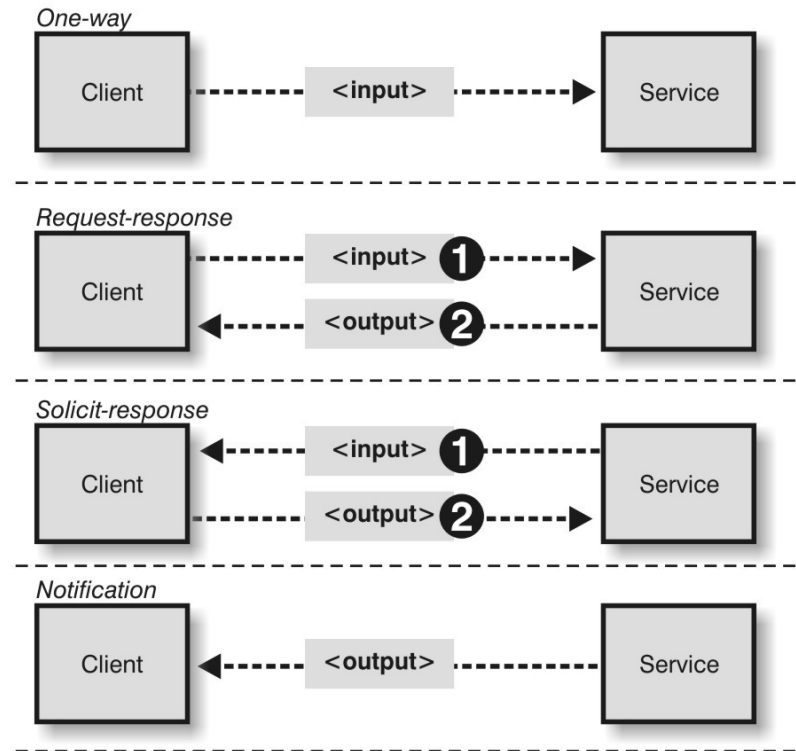 One-way
Client <input> Service
Request-response
Client <input> 1 Service
<output> 2
Solicit-response
Client <input> 1 Service
<output> 2
Notification
Client <output> Service